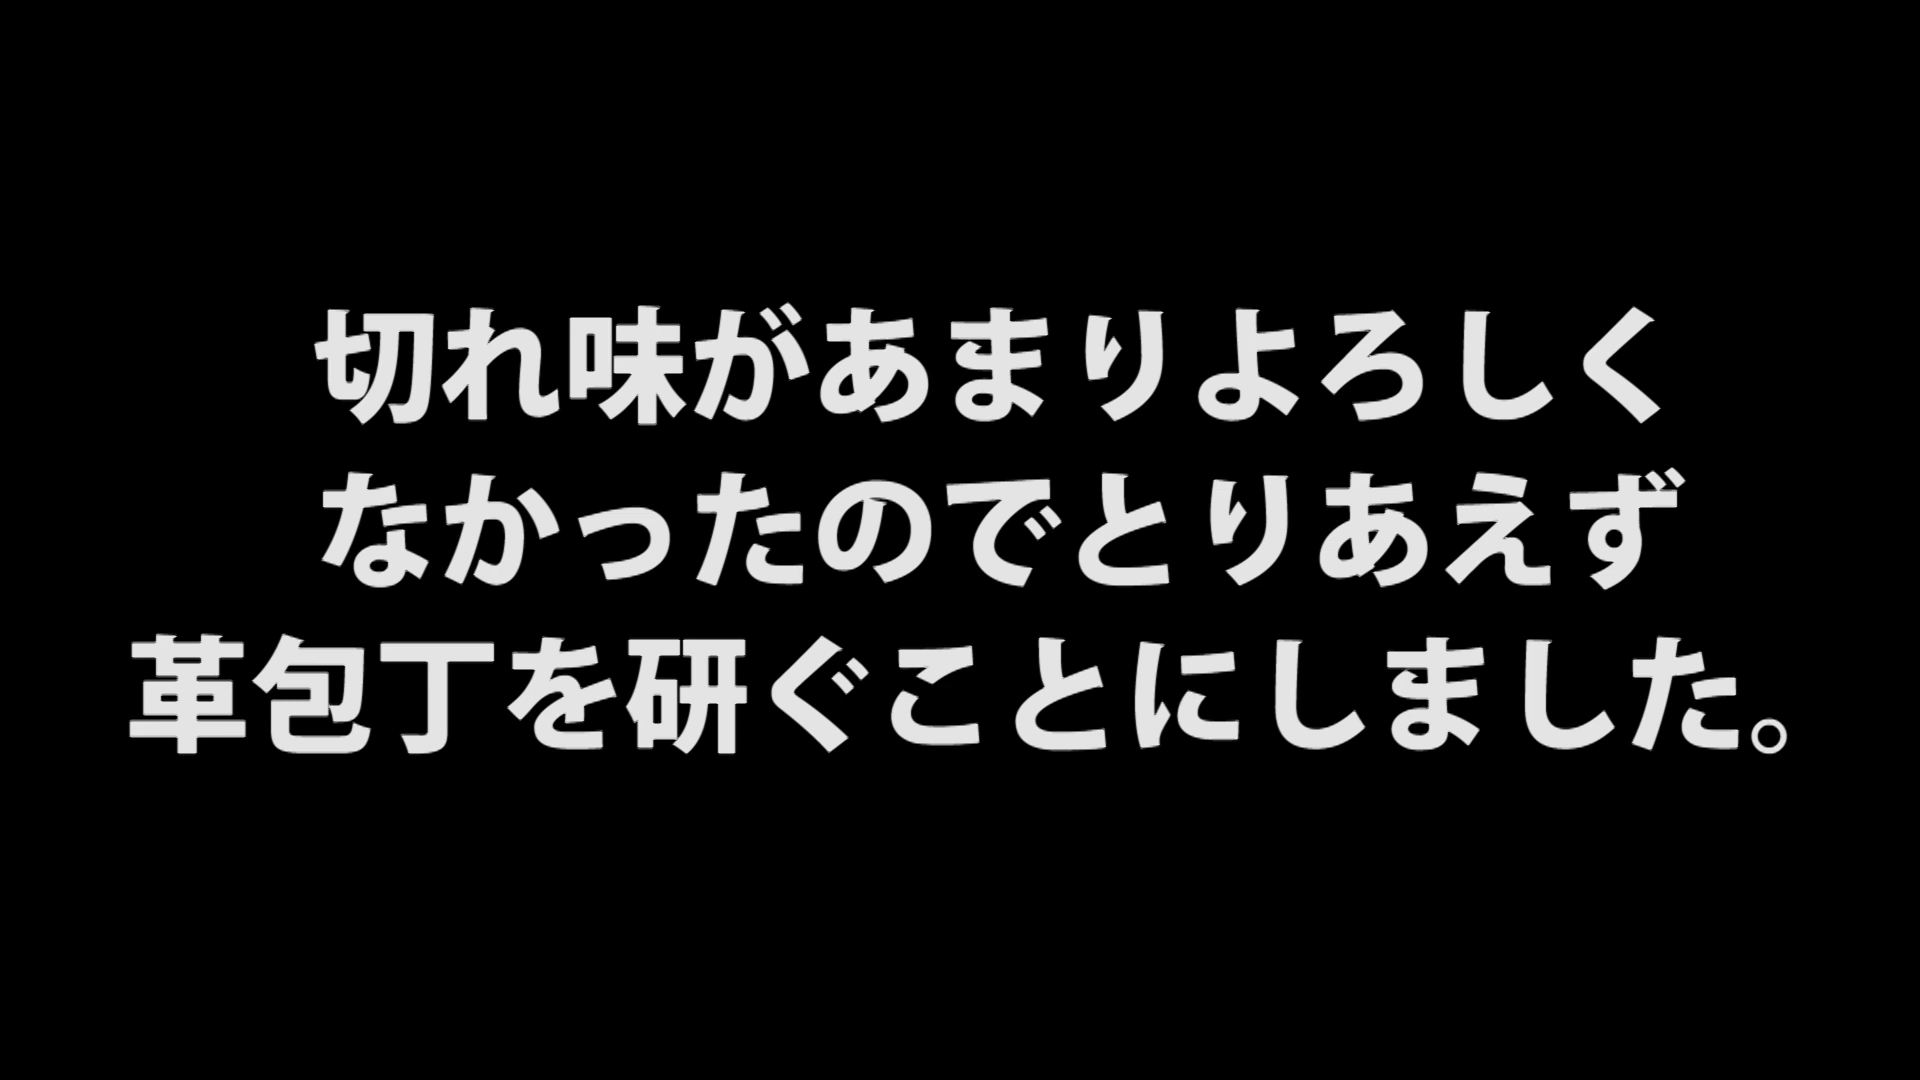 切れ味があまりよろしく
なかったのでとりあえず
革包丁を研ぐことにしました。